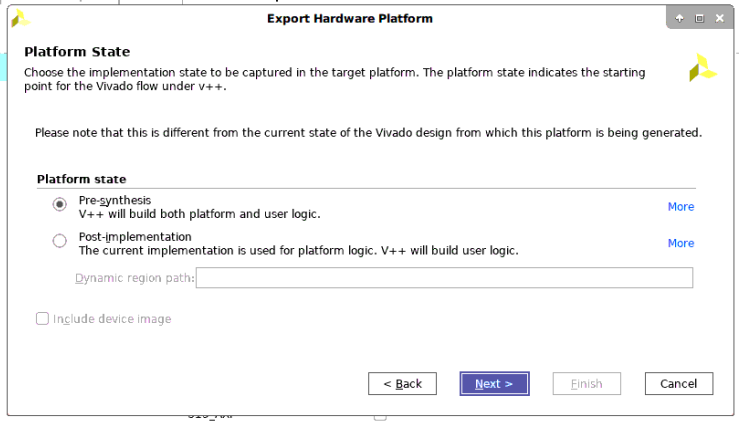 Export Hardware Platform
Platform State
Choose the implementation state to be captured in the target platform. The platform state indicates the starting
point for the Vivado flow under v++.
Please note that this is different from the current state of the Vivado design from which this platform is being generated.
Platform state
Pre-synthesis
More
V++ will build both platform and user logic.
Post-implementation
More
The current implementation is used for platform logic. V++ will build user logic.
Dynamic region path:
Include device image
< Back
Next >
Finish
Cancel